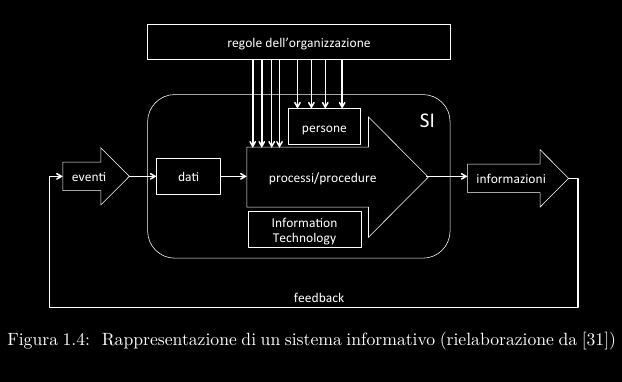 regole dell'organizzazione
SI
persone
eventi
dati
processi/procedure
informazioni
Information
Technology
feedback
Figura 1.4: Rappresentazione di un sistema informativo (rielaborazione da [31])